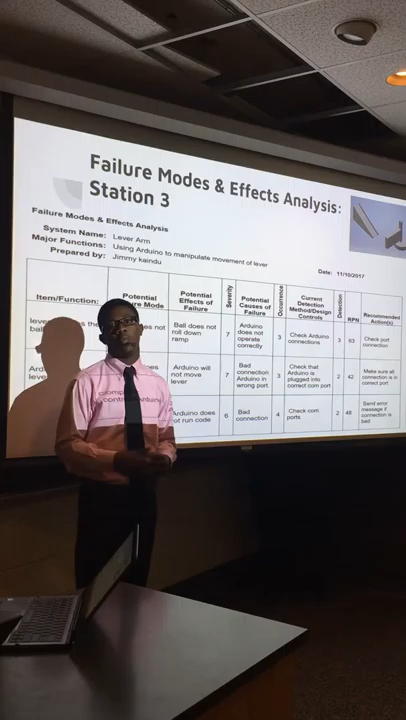 Failure Modes & Effects Analysis:
Station 3
Failure Modes & Effects Analysis
System Name: Lever Arm
Major Functions: Using Arduino to manipulate movement of lever
Prepared by: Jimmy kaindu
Date: 11/10/2017
Item/Function:
Potential
Failure Mode
Potential
Effects of
Failure
Severity
Potential
Causes of
Failure
Occurrence
Current
Detection
Method/Design
Controls
Detection
RPN
Recommended
Action(s)
the
ball
not
Ball does not
roll down
ramp
7
Arduino
does not
operate
correctly
3
Check Arduino
connections
3
63
Check port
connection
Arduino will
not move
lever
7
Bad
connection
Arduino in
wrong port.
3
Check that
Arduino is
plugged into
correct com port
2
42
Make sure all
connection is in
correct port
Arduino does
not run code
6
Bad
connection
4
Check com
ports
2
48
Send error
message if
connection is
bad